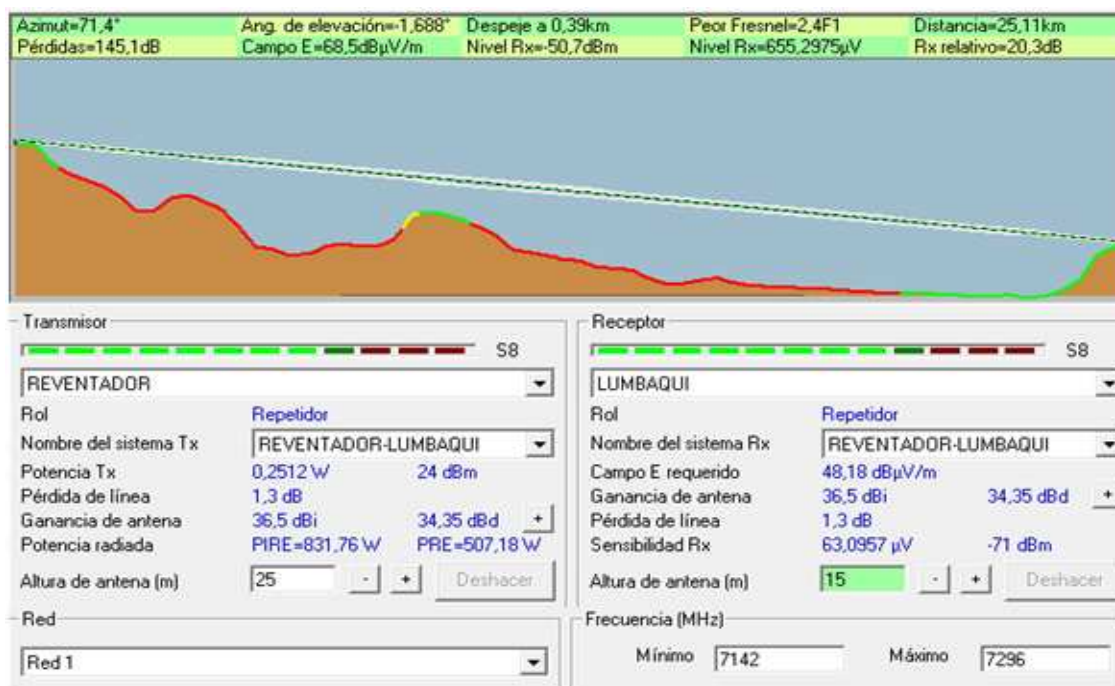 Azimut=71,4° Ang. de elevación=-1,688° Despeje a 0,39km Peor Fresnel=2,4F1 Distancia=25,11km
Pérdidas=145,1dB Campo E=68,5dBµV/m Nivel Rx=-50,7dBm Nivel Rx=655,2975µV Rx relativo=20,3dB
Transmisor
S8
REVENTADOR
Rol Repetidor
Nombre del sistema Tx REVENTADOR-LUMBAQUI
Potencia Tx 0,2512 W 24 dBm
Pérdida de línea 1,3 dB
Ganancia de antena 36,5 dBi 34,35 dBd +
Potencia radiada PIRE=831,76 W PRE=507,18 W
Altura de antena (m) 25 - + Deshacer
Red
Red 1
Receptor
S8
LUMBAQUI
Rol Repetidor
Nombre del sistema Rx REVENTADOR-LUMBAQUI
Campo E requerido 48,18 dBµV/m
Ganancia de antena 36,5 dBi 34,35 dBd +
Pérdida de línea 1,3 dB
Sensibilidad Rx 63,0957 µV -71 dBm
Altura de antena (m) 15 - + Deshacer
Frecuencia (MHz)
Mínimo 7142 Máximo 7296